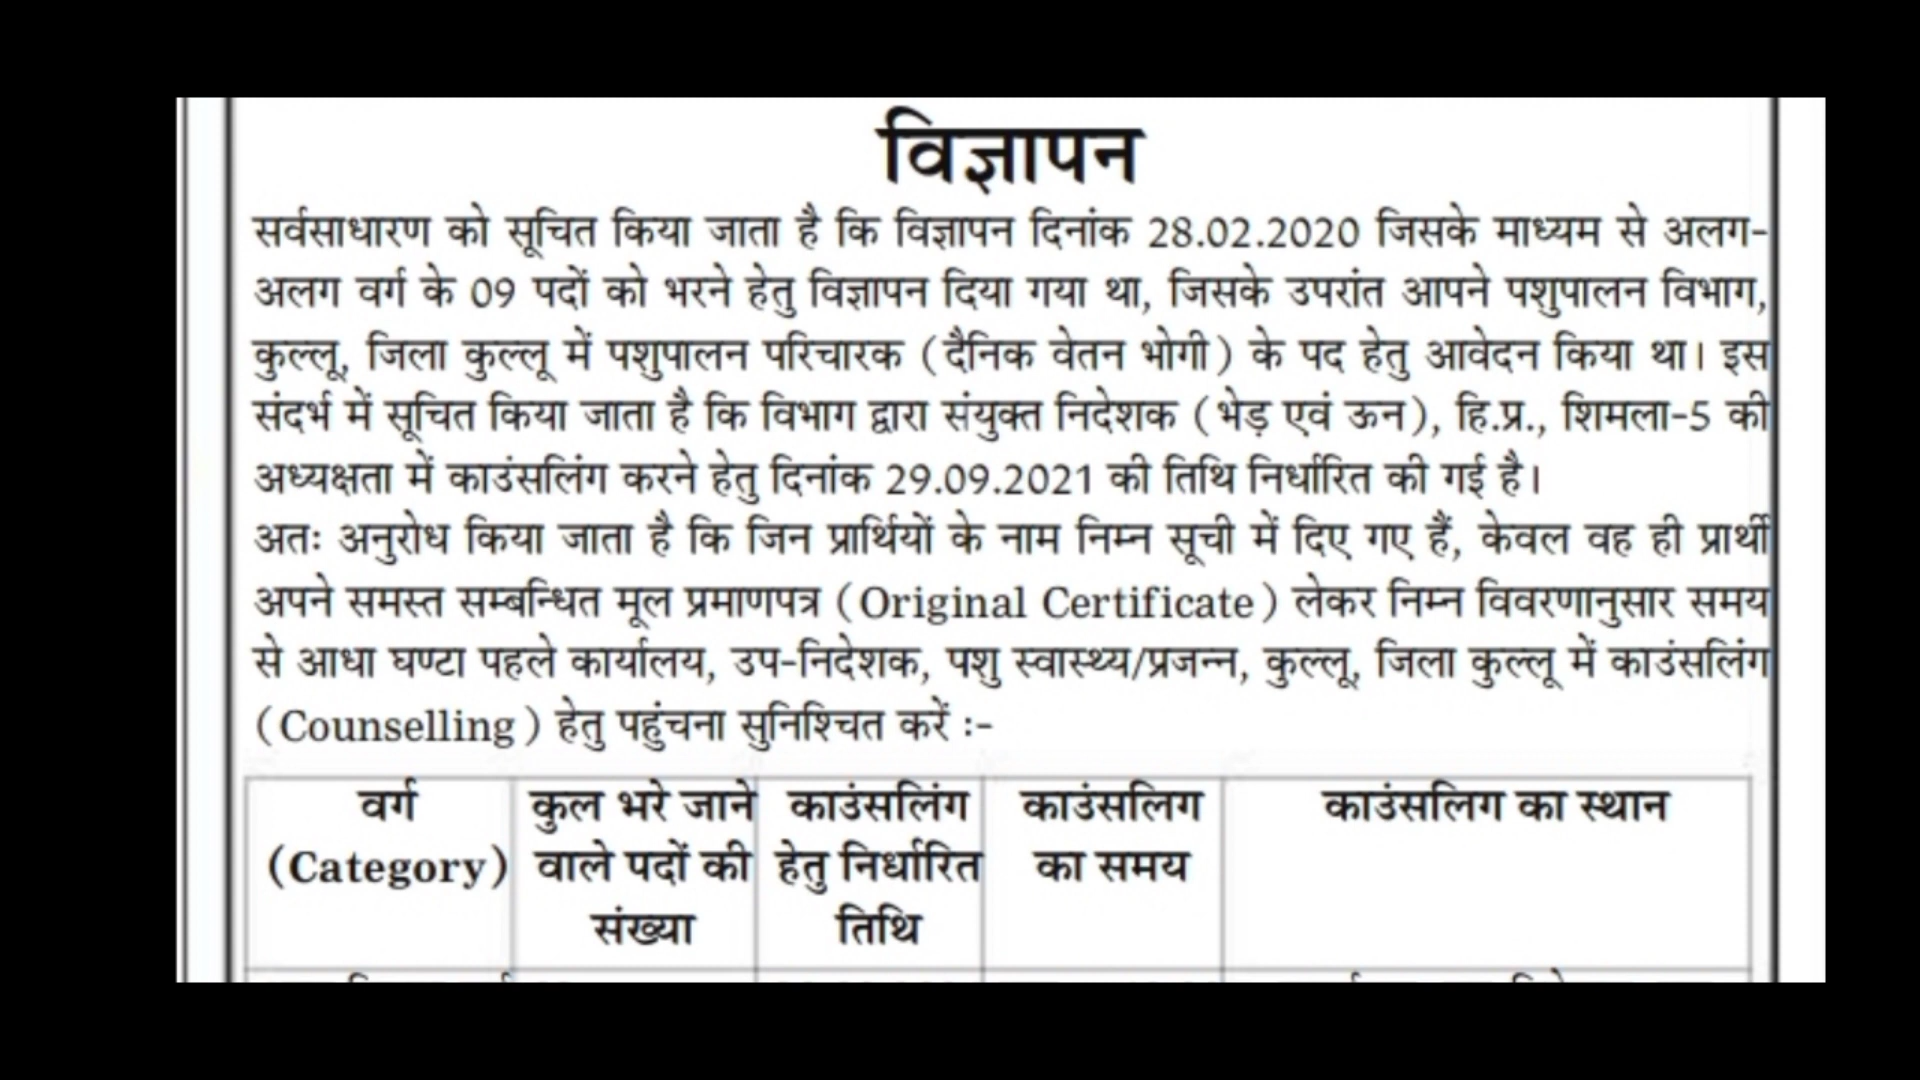 विज्ञापन
सर्वसाधारण को सूचित किया जाता है कि विज्ञापन दिनांक 28.02.2020 जिसके माध्यम से अलग-
अलग वर्ग के 09 पदों को भरने हेतु विज्ञापन दिया गया था, जिसके उपरांत आपने पशुपालन विभाग,
कुल्लू, जिला कुल्लू में पशुपालन परिचारक (दैनिक वेतन भोगी) के पद हेतु आवेदन किया था। इस
संदर्भ में सूचित किया जाता है कि विभाग द्वारा संयुक्त निदेशक (भेड़ एवं ऊन), हि.प्र., शिमला-5 की
अध्यक्षता में काउंसलिंग करने हेतु दिनांक 29.09.2021 की तिथि निर्धारित की गई है।
अतः अनुरोध किया जाता है कि जिन प्रार्थियों के नाम निम्न सूची में दिए गए हैं, केवल वह ही प्रार्थी
अपने समस्त सम्बन्धित मूल प्रमाणपत्र (Original Certificate) लेकर निम्न विवरणानुसार समय
से आधा घण्टा पहले कार्यालय, उप-निदेशक, पशु स्वास्थ्य/प्रजन्न, कुल्लू, जिला कुल्लू में काउंसलिंग
(Counselling) हेतु पहुंचना सुनिश्चित करें :-
वर्ग कुल भरे जाने काउंसलिंग काउंसलिग काउंसलिग का स्थान
(Category) वाले पदों की हेतु निर्धारित का समय
संख्या तिथि